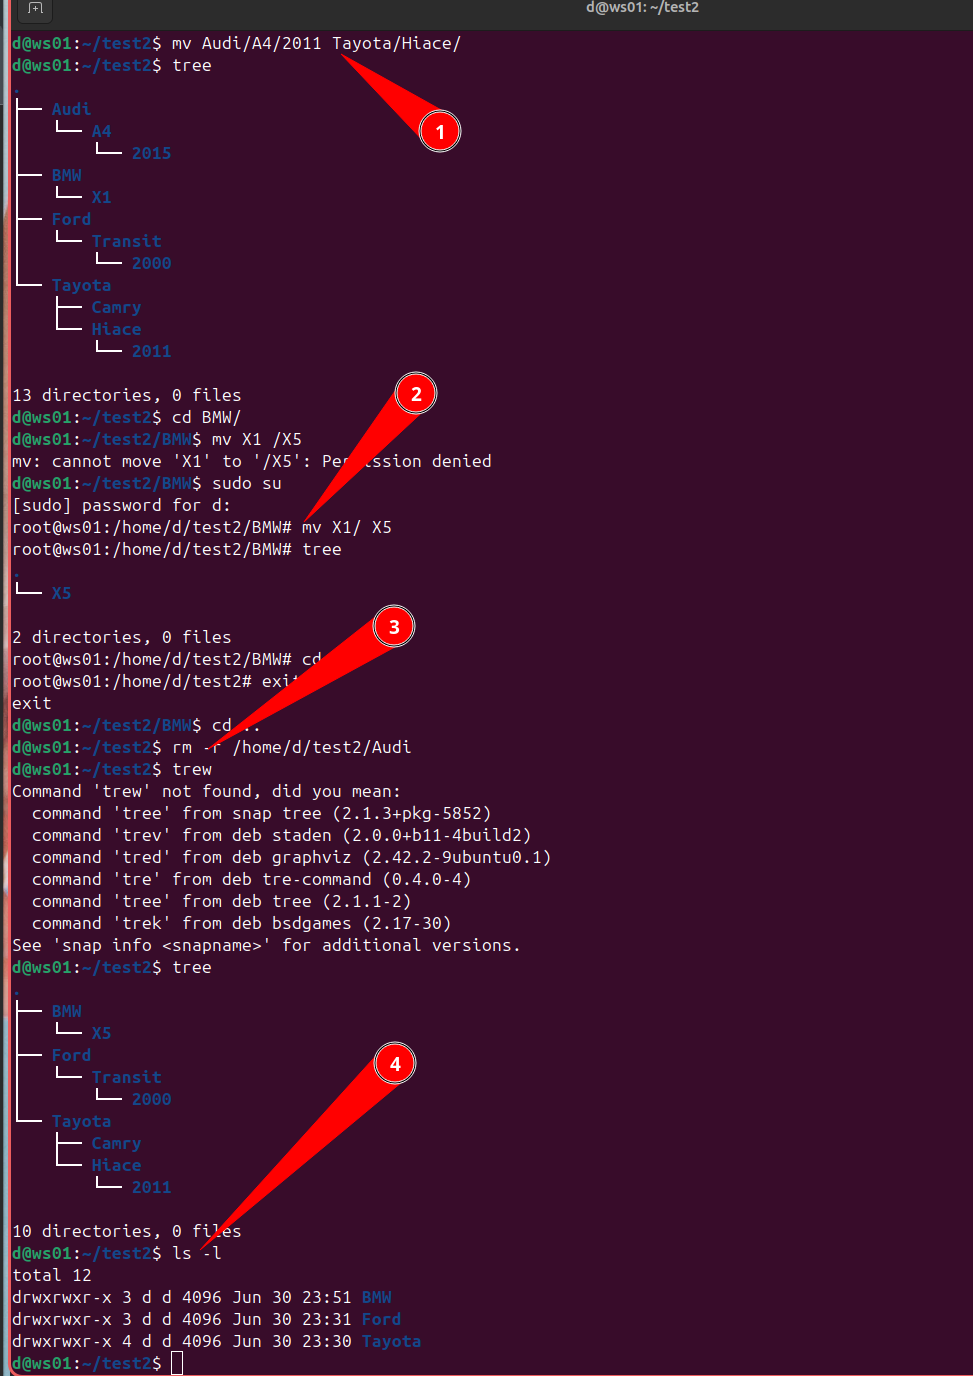 d@ws01: ~/test2
d@ws01:~/test2$ mv Audi/A4/2011 Tayota/Hiace/
d@ws01:~/test2$ tree
.
├── Audi
│   └── A4
│       └── 2015
├── BMW
│   └── X1
├── Ford
│   └── Transit
│       └── 2000
└── Tayota
    ├── Camry
    └── Hiace
        └── 2011
1
13 directories, 0 files
2
d@ws01:~/test2$ cd BMW/
d@ws01:~/test2/BMW$ mv X1 /X5
mv: cannot move 'X1' to '/X5': Permission denied
d@ws01:~/test2/BMW$ sudo su
[sudo] password for d:
root@ws01:/home/d/test2/BMW# mv X1/ X5
root@ws01:/home/d/test2/BMW# tree
.
└── X5
3
2 directories, 0 files
root@ws01:/home/d/test2/BMW# cd
root@ws01:/home/d/test2# exit
exit
d@ws01:~/test2/BMW$ cd ..
d@ws01:~/test2$ rm -r /home/d/test2/Audi
d@ws01:~/test2$ trew
Command 'trew' not found, did you mean:
  command 'tree' from snap tree (2.1.3+pkg-5852)
  command 'trev' from deb staden (2.0.0+b11-4build2)
  command 'tred' from deb graphviz (2.42.2-9ubuntu0.1)
  command 'tre' from deb tre-command (0.4.0-4)
  command 'tree' from deb tree (2.1.1-2)
  command 'trek' from deb bsdgames (2.17-30)
See 'snap info <snapname>' for additional versions.
d@ws01:~/test2$ tree
.
├── BMW
│   └── X5
├── Ford
│   └── Transit
│       └── 2000
└── Tayota
    ├── Camry
    └── Hiace
        └── 2011
4
10 directories, 0 files
d@ws01:~/test2$ ls -l
total 12
drwxrwxr-x 3 d d 4096 Jun 30 23:51 BMW
drwxrwxr-x 3 d d 4096 Jun 30 23:31 Ford
drwxrwxr-x 4 d d 4096 Jun 30 23:30 Tayota
d@ws01:~/test2$